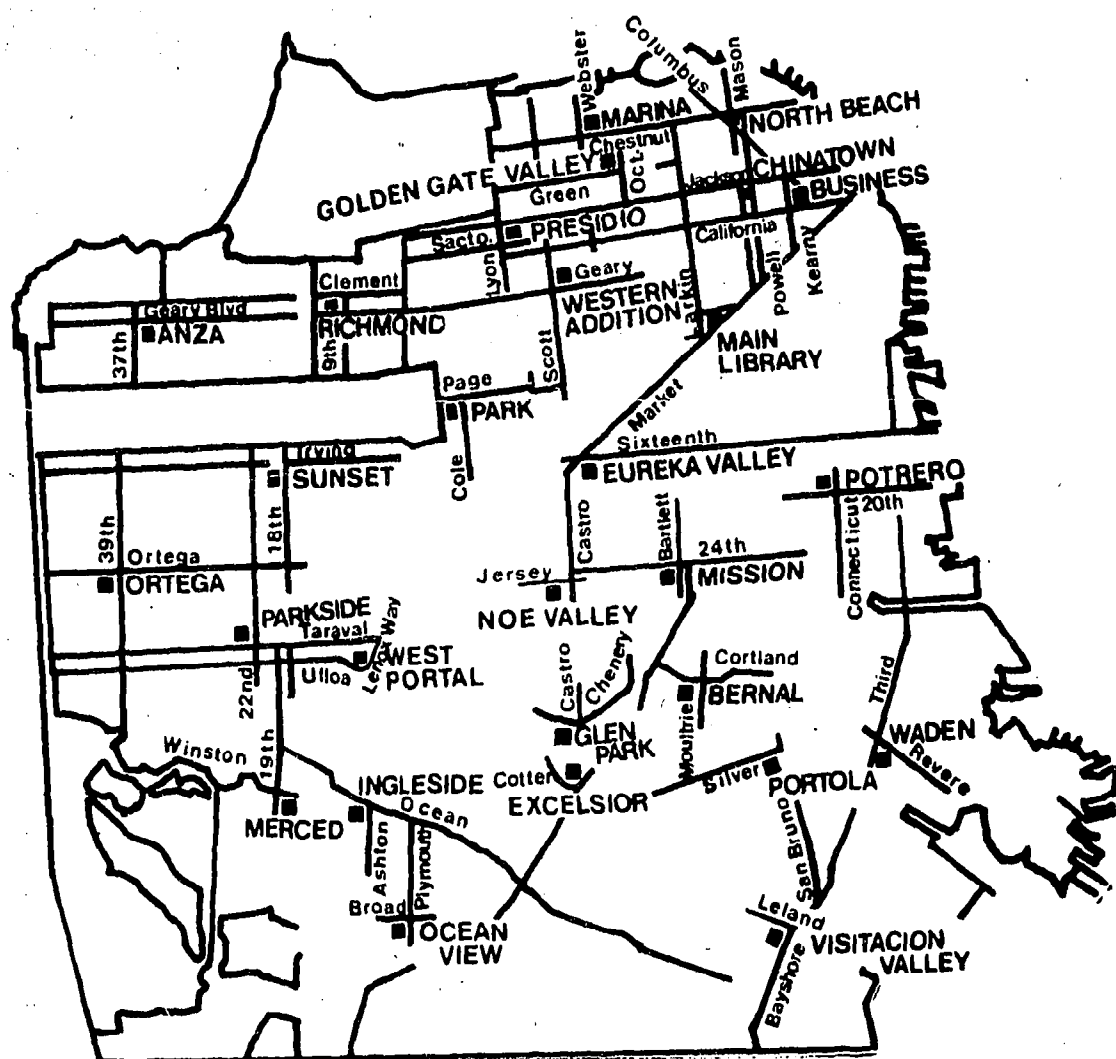 Columbus
Webster
Mason
MARINA
NORTH BEACH
Chestnut
GOLDEN GATE VALLEY
Oct.
Jackson
CHINATOWN
Green
BUSINESS
PRESIDIO
Sacto.
California
Lyon
Clement
Geary
Powell
Kearny
Geary Blvd
RICHMOND
WESTERN
ADDITION
Larkin
ANZA
37th
9th
Scott
MAIN
LIBRARY
Page
PARK
Market
Cole
Sixteenth
Irving
SUNSET
EUREKA VALLEY
POTRERO
20th
39th
18th
Castro
Bartlett
24th
Connecticut
Ortega
ORTEGA
Jersey
MISSION
NOE VALLEY
PARKSIDE
Taraval
Lenox Way
WEST
PORTAL
Ulloa
22nd
Castro
Chenery
Cortland
BERNAL
Moultrie
Third
GLEN
PARK
WADEN
Revere
Winston
19th
INGLESIDE
Cotter
EXCELSIOR
Silver
PORTOLA
MERCED
Ocean
Ashton
Plymouth
San Bruno
Broad
OCEAN
VIEW
Leland
VISITACION
VALLEY
Bayshore